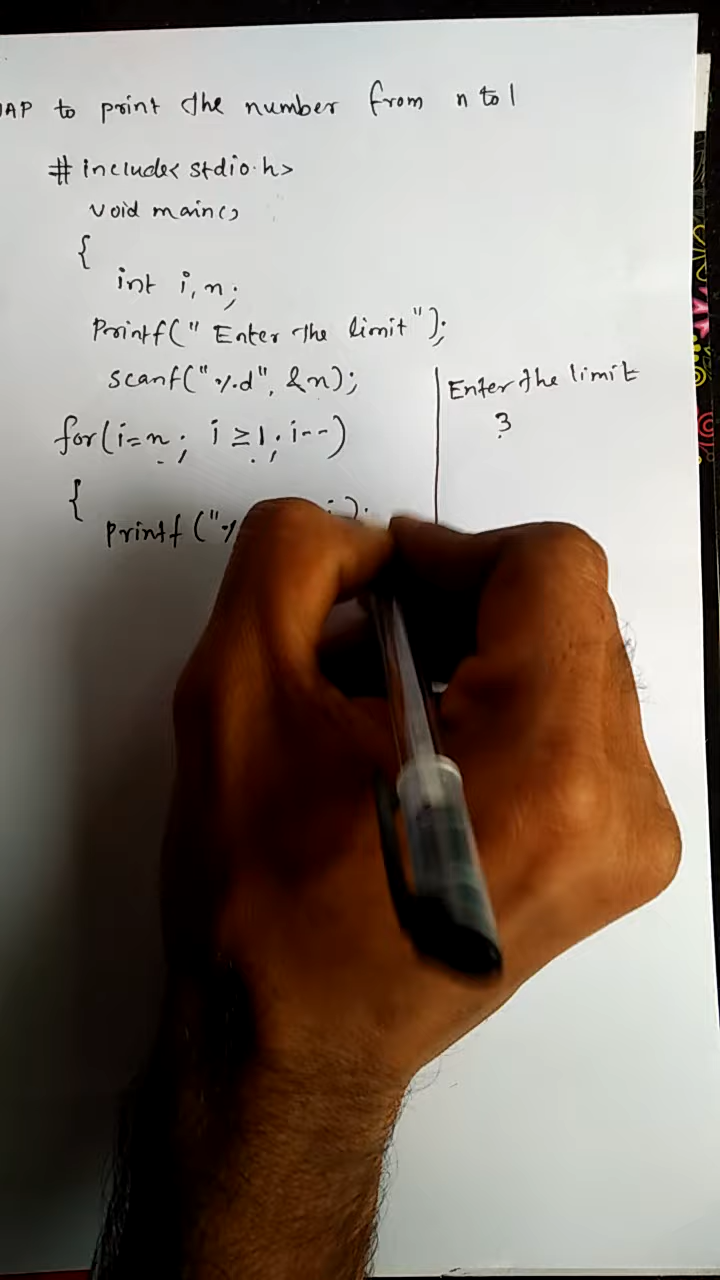 AP to print the number from n to 1
# include< stdio.h>
void main()
{
int i,n;
Printf(" Enter the limit");
scanf("%d", &n);
for(i=n; i≥1; i--)
{
printf ("% i);
Enter the limit
3